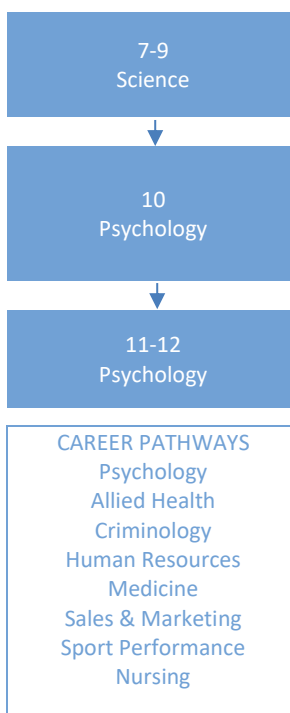 7-9
Science
10
Psychology
11-12
Psychology
CAREER PATHWAYS
Psychology
Allied Health
Criminology
Human Resources
Medicine
Sales & Marketing
Sport Performance
Nursing